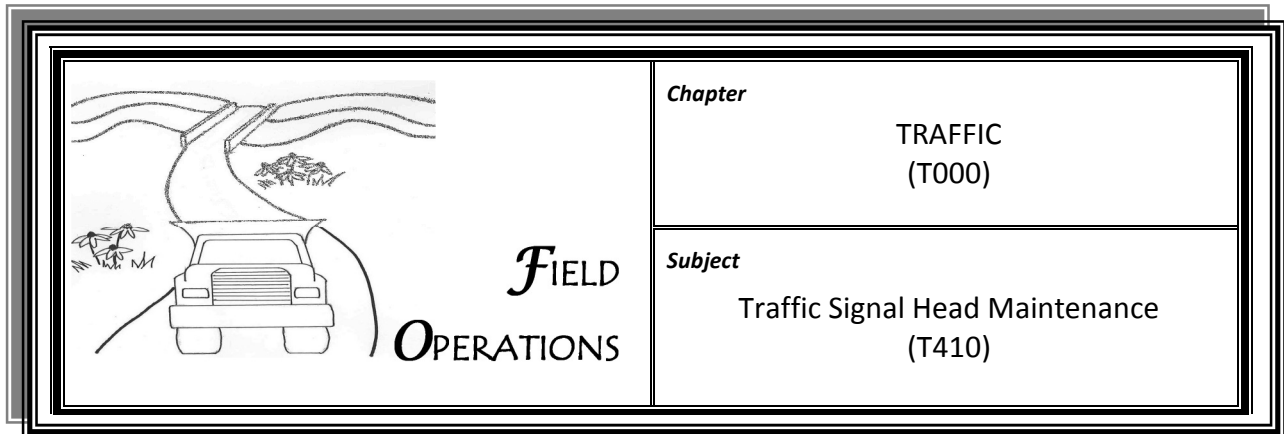 FIELD
OPERATIONS
Chapter
TRAFFIC
(T000)
Subject
Traffic Signal Head Maintenance
(T410)